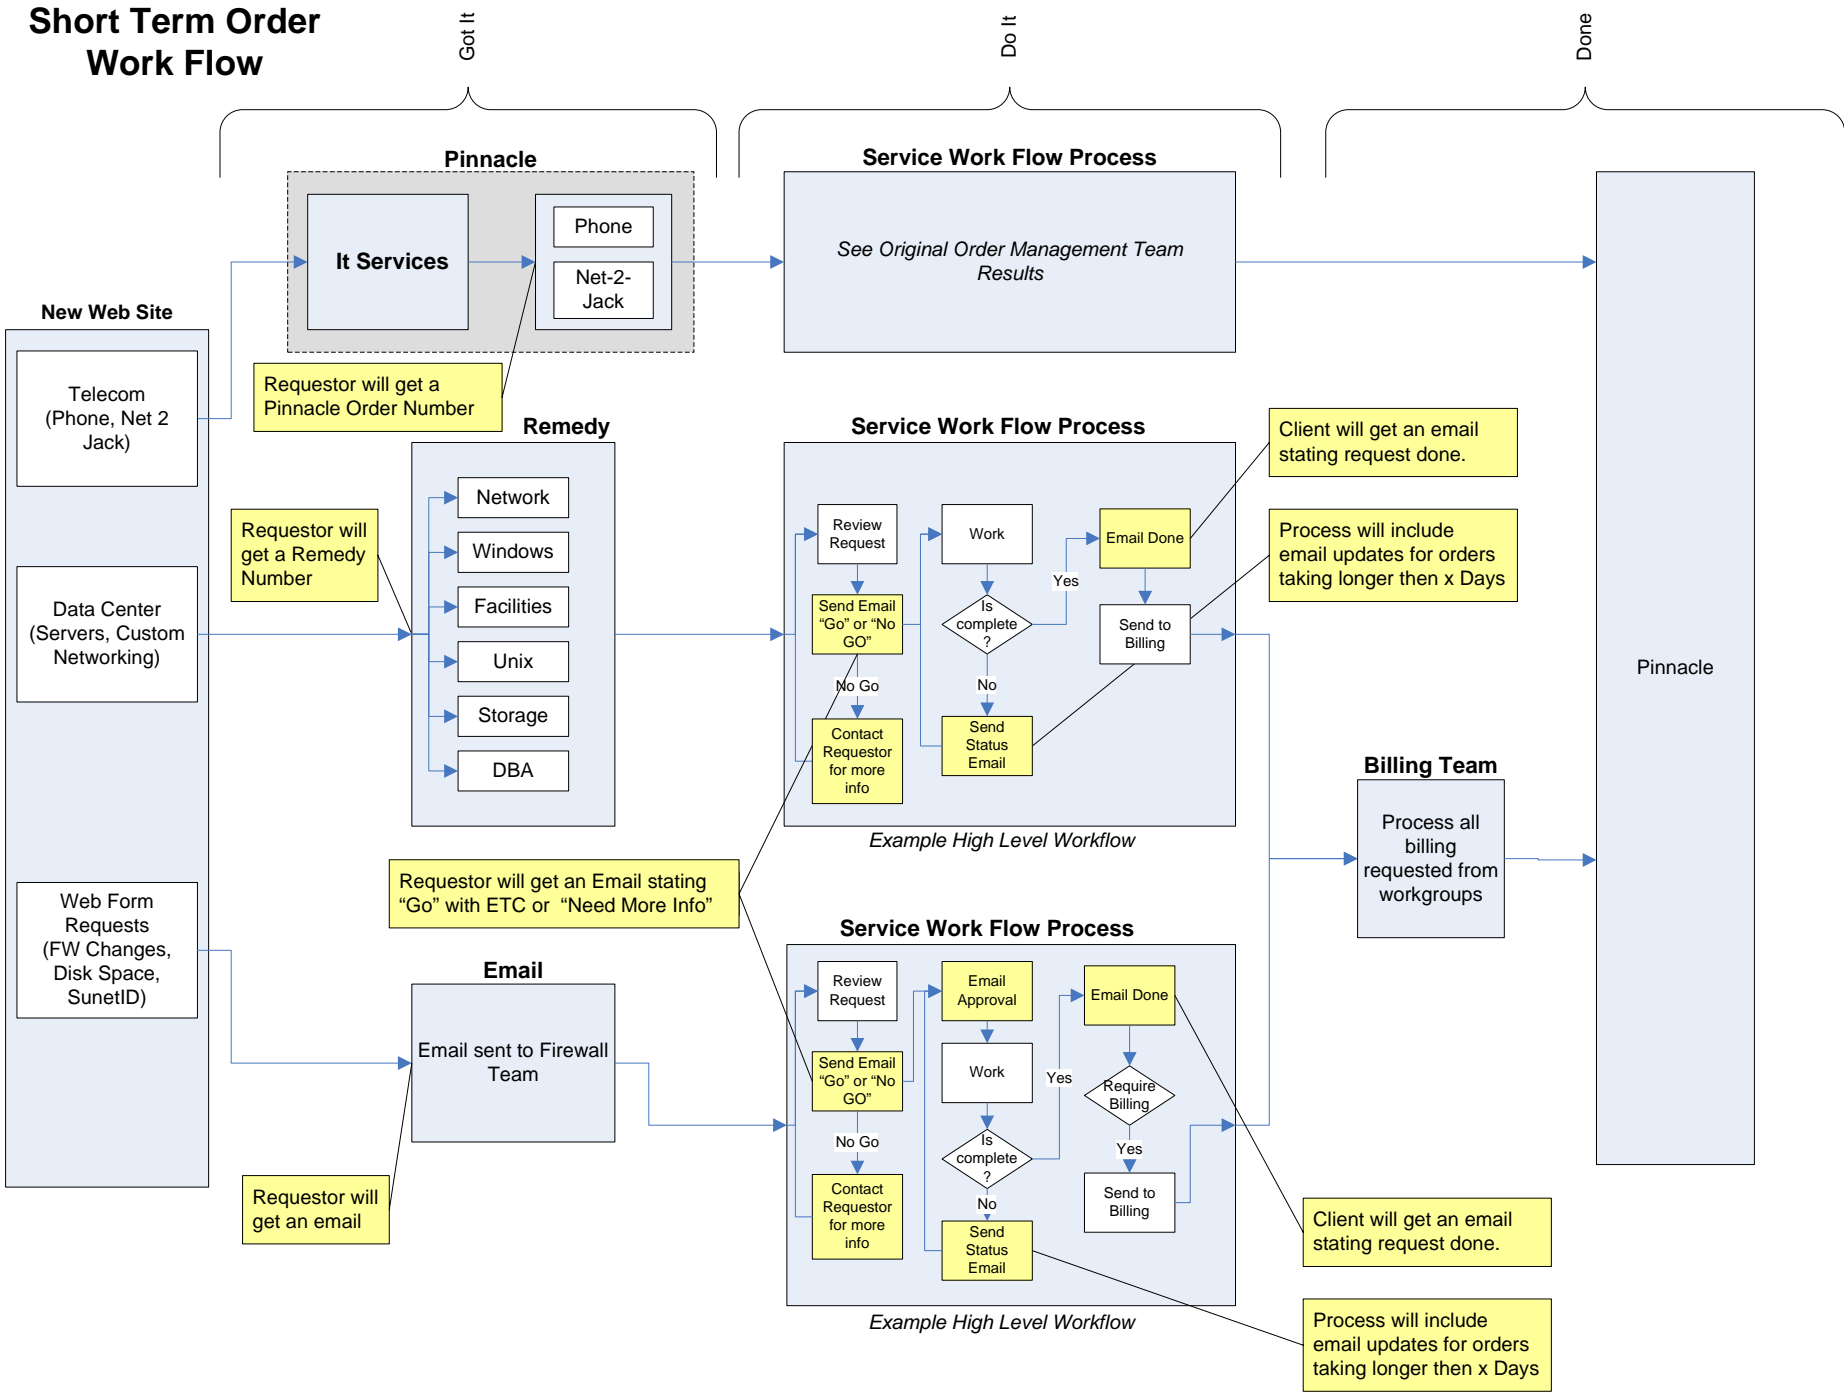 Short Term Order
Work Flow
Got It
Do It
Done
Pinnacle
It Services
Phone
Net-2-
Jack
Service Work Flow Process
See Original Order Management Team
Results
Pinnacle
New Web Site
Telecom
(Phone, Net 2
Jack)
Data Center
(Servers, Custom
Networking)
Web Form
Requests
(FW Changes,
Disk Space,
SunetID)
Requestor will get a
Pinnacle Order Number
Requestor will
get a Remedy
Number
Remedy
Network
Windows
Facilities
Unix
Storage
DBA
Service Work Flow Process
Review
Request
Send Email
“Go” or “No
GO”
No Go
Contact
Requestor
for more
info
Work
Is
complete
?
Yes
No
Send
Status
Email
Email Done
Send to
Billing
Example High Level Workflow
Client will get an email
stating request done.
Process will include
email updates for orders
taking longer then x Days
Billing Team
Process all
billing
requested from
workgroups
Requestor will get an Email stating
“Go” with ETC or  “Need More Info”
Email
Email sent to Firewall
Team
Requestor will
get an email
Service Work Flow Process
Review
Request
Send Email
“Go” or “No
GO”
No Go
Contact
Requestor
for more
info
Email
Approval
Work
Is
complete
?
Yes
No
Send
Status
Email
Email Done
Require
Billing
Yes
Send to
Billing
Example High Level Workflow
Client will get an email
stating request done.
Process will include
email updates for orders
taking longer then x Days